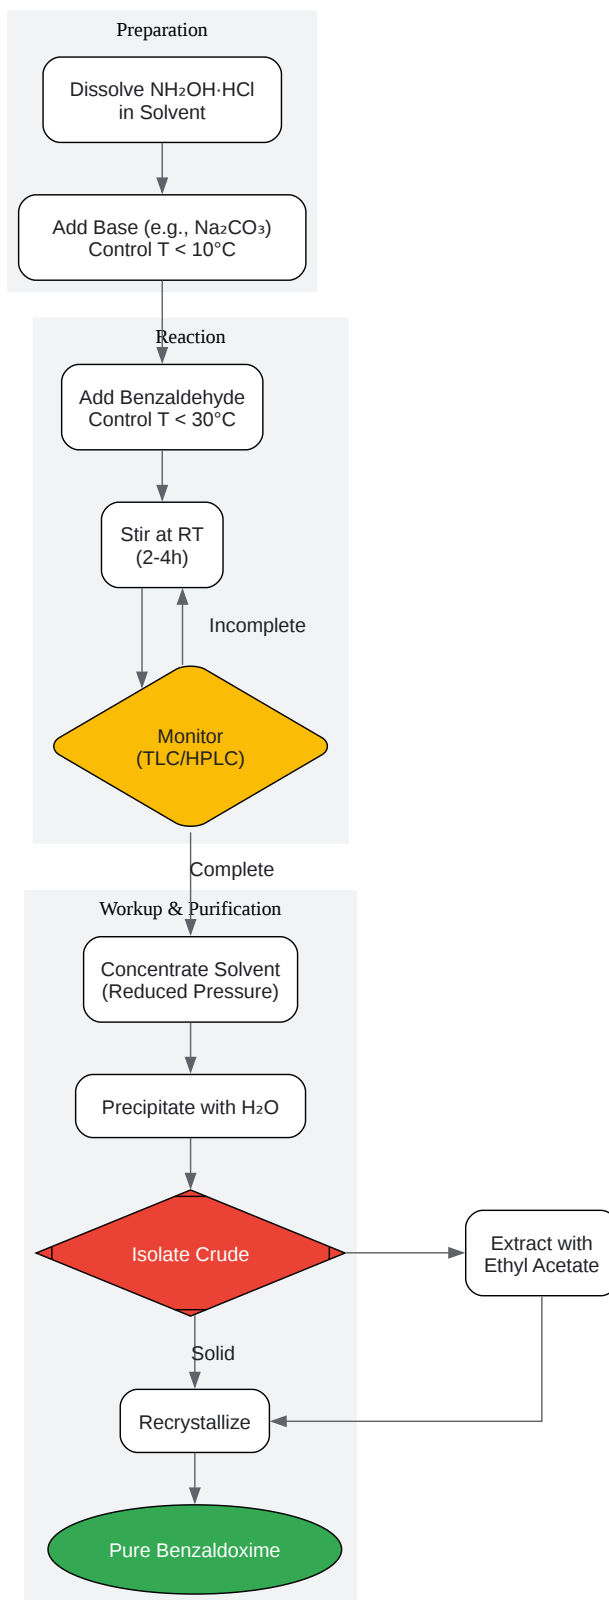 Preparation
Dissolve NH₂OH·HCl
in Solvent
Add Base (e.g., Na₂CO₃)
Control T < 10°C
Reaction
Add Benzaldehyde
Control T < 30°C
Stir at RT
(2-4h)
Incomplete
Monitor
(TLC/HPLC)
Complete
Workup & Purification
Concentrate Solvent
(Reduced Pressure)
Precipitate with H₂O
Isolate Crude
Extract with
Ethyl Acetate
Solid
Recrystallize
Pure Benzaldoxime